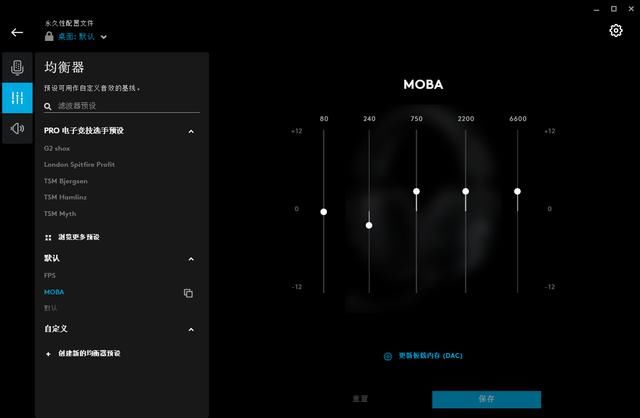 永久性配置文件
桌面: 默认
均衡器
预设可用作自定义音效的基线。
滤波器预设
PRO 电子竞技选手预设
G2 shox
London Spitfire Profit
TSM Bjergsen
TSM Hamlinz
TSM Myth
浏览更多预设
默认
FPS
MOBA
默认
自定义
+ 创建新的均衡器预设
MOBA
80 240 750 2200 6600
+12 +12
0 0
-12 -12
更新板载内存 (DAC)
重置 保存